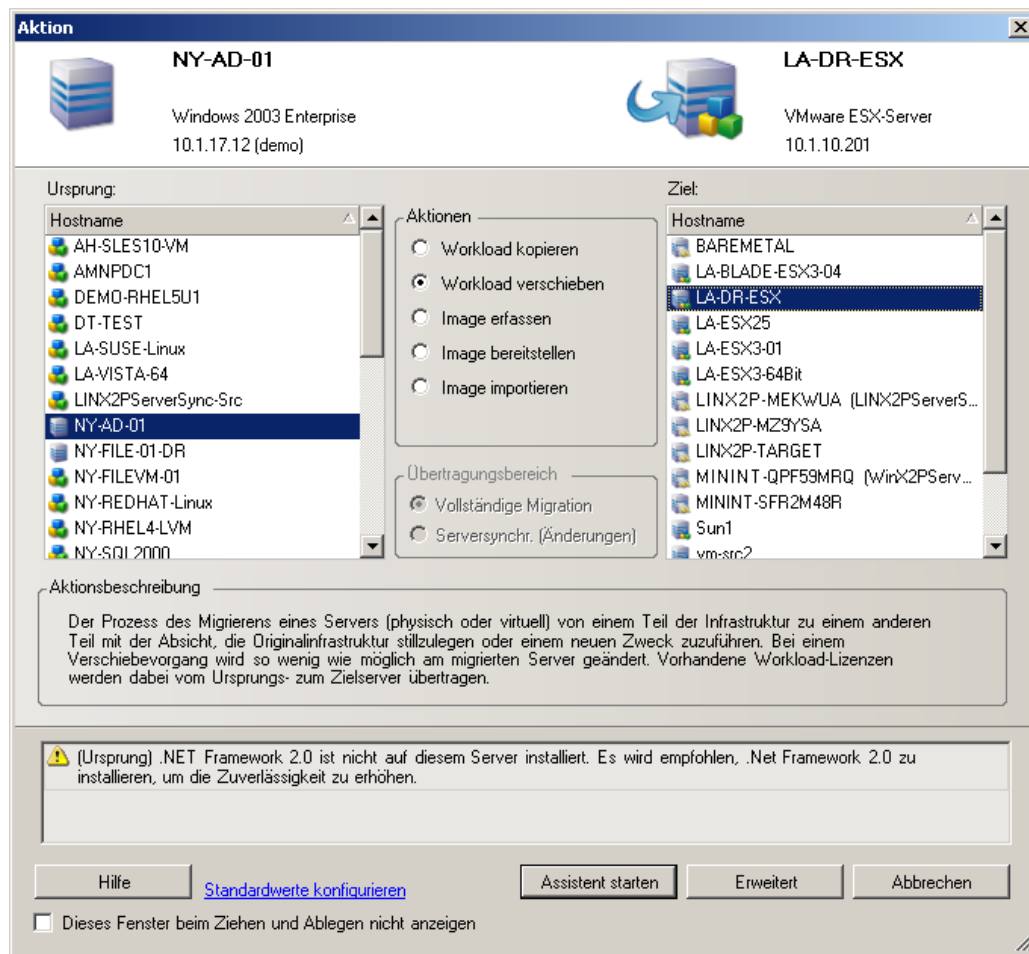 Aktion
NY-AD-01
Windows 2003 Enterprise
10.1.17.12 (demo)
LA-DR-ESX
VMware ESX-Server
10.1.10.201
Ursprung:
Hostname
AH-SLES10-VM
AMNPDC1
DEMO-RHEL5U1
DT-TEST
LA-SUSE-Linux
LA-VISTA-64
LINX2PServerSync-Src
NY-AD-01
NY-FILE-01-DR
NY-FILEVM-01
NY-REDHAT-Linux
NY-RHEL4-LVM
NY-SQL2000
Aktionen
Workload kopieren
Workload verschieben
Image erfassen
Image bereitstellen
Image importieren
Übertragungsbereich
Vollständige Migration
Serversynchr. (Änderungen)
Ziel:
Hostname
BAREMETAL
LA-BLADE-ESX3-04
LA-DR-ESX
LA-ESX25
LA-ESX3-01
LA-ESX3-64Bit
LINX2P-MEKWUA (LINX2PServerS...
LINX2P-MZ9YSA
LINX2P-TARGET
MININT-QPF59MRQ (WinX2PServ...
MININT-SFR2M48R
Sun1
vm-src2
Aktionsbeschreibung
Der Prozess des Migrierens eines Servers (physisch oder virtuell) von einem Teil der Infrastruktur zu einem anderen
Teil mit der Absicht, die Originalinfrastruktur stillzulegen oder einem neuen Zweck zuzuführen. Bei einem
Verschiebevorgang wird so wenig wie möglich am migrierten Server geändert. Vorhandene Workload-Lizenzen
werden dabei vom Ursprungs- zum Zielserver übertragen.
(Ursprung) .NET Framework 2.0 ist nicht auf diesem Server installiert. Es wird empfohlen, .Net Framework 2.0 zu
installieren, um die Zuverlässigkeit zu erhöhen.
Hilfe
Standardwerte konfigurieren
Assistent starten
Erweitert
Abbrechen
Dieses Fenster beim Ziehen und Ablegen nicht anzeigen